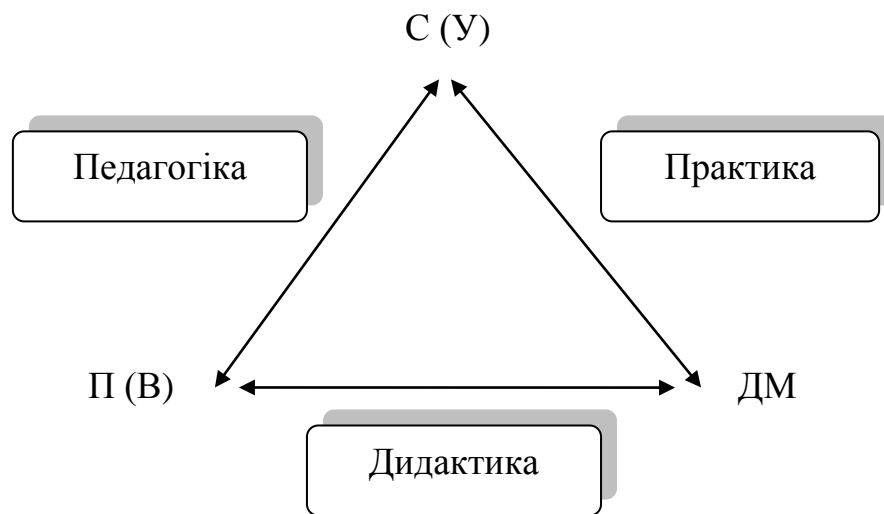 С (У)
Педагогіка
Практика
П (В)
ДМ
Дидактика